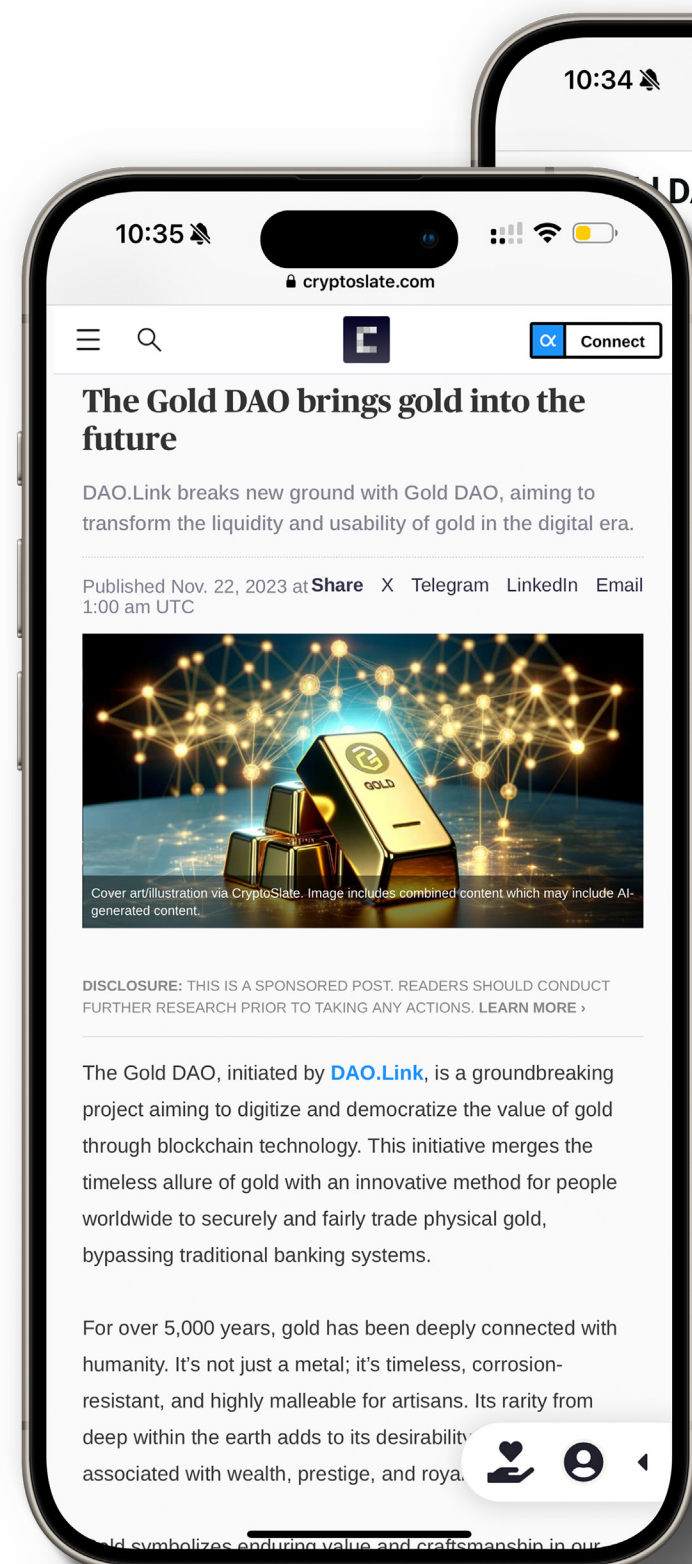 10:34
10:35
cryptoslate.com
Connect
The Gold DAO brings gold into the
future
DAO.Link breaks new ground with Gold DAO, aiming to
transform the liquidity and usability of gold in the digital era.
Published Nov. 22, 2023 at Share X Telegram LinkedIn Email
1:00 am UTC
GOLD
Cover art/illustration via CryptoSlate. Image includes combined content which may include AI-
generated content.
DISCLOSURE: THIS IS A SPONSORED POST. READERS SHOULD CONDUCT
FURTHER RESEARCH PRIOR TO TAKING ANY ACTIONS. LEARN MORE ›
The Gold DAO, initiated by DAO.Link, is a groundbreaking
project aiming to digitize and democratize the value of gold
through blockchain technology. This initiative merges the
timeless allure of gold with an innovative method for people
worldwide to securely and fairly trade physical gold,
bypassing traditional banking systems.
For over 5,000 years, gold has been deeply connected with
humanity. It’s not just a metal; it’s timeless, corrosion-
resistant, and highly malleable for artisans. Its rarity from
deep within the earth adds to its desirability
associated with wealth, prestige, and
Gold symbolizes enduring value and craftsmanship in our